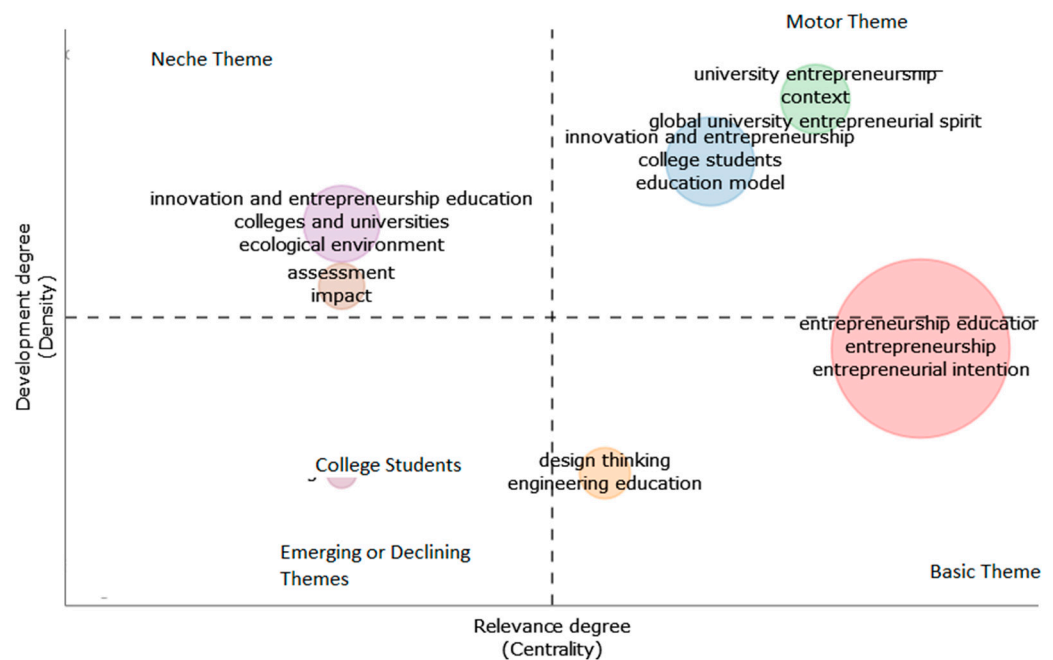 Motor Theme
Neche Theme
university entrepreneurship
context
global university entrepreneurial spirit
innovation and entrepreneurship
college students
education model
innovation and entrepreneurship education
colleges and universities
ecological environment
assessment
impact
entrepreneurship education
entrepreneurship
entrepreneurial intention
College Students
design thinking
engineering education
Emerging or Declining
Themes
Basic Theme
Development degree
(Density)
Relevance degree
(Centrality)